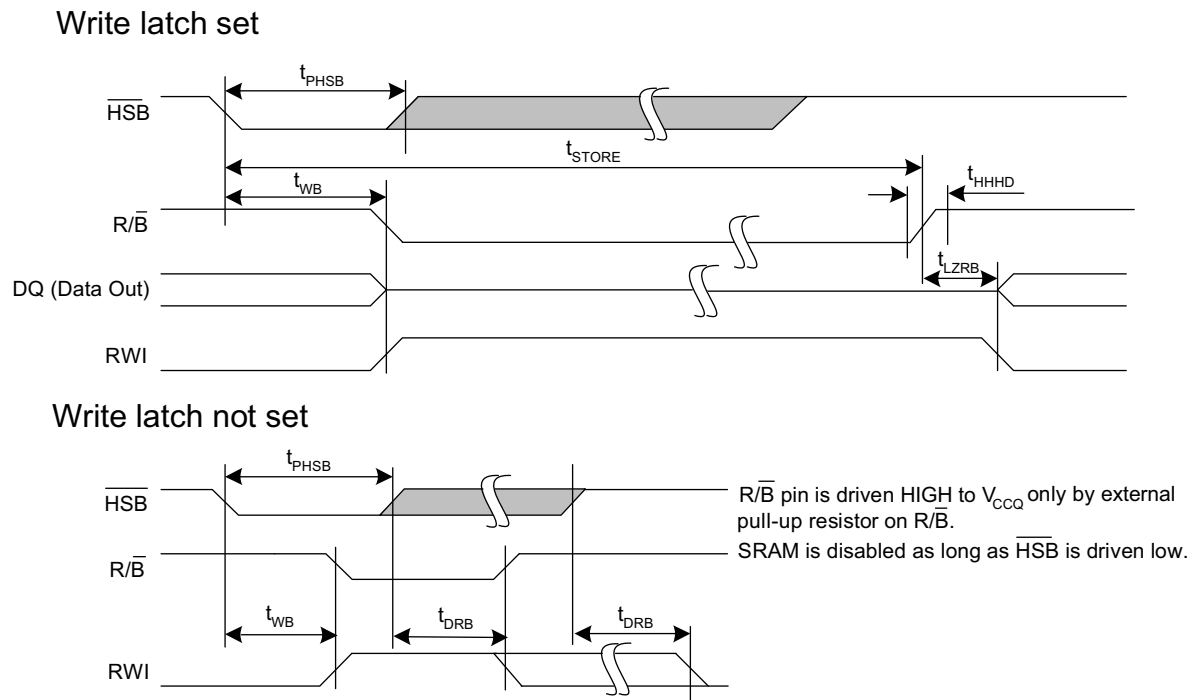 Write latch set
tPHSB
HSB
tSTORE
tHHHD
tWB
R/B
tLZRB
DQ (Data Out)
RWI
Write latch not set
tPHSB
HSB
R/B pin is driven HIGH to VCCQ only by external
pull-up resistor on R/B.
SRAM is disabled as long as HSB is driven low.
R/B
tWB
tDRB
tDRB
RWI